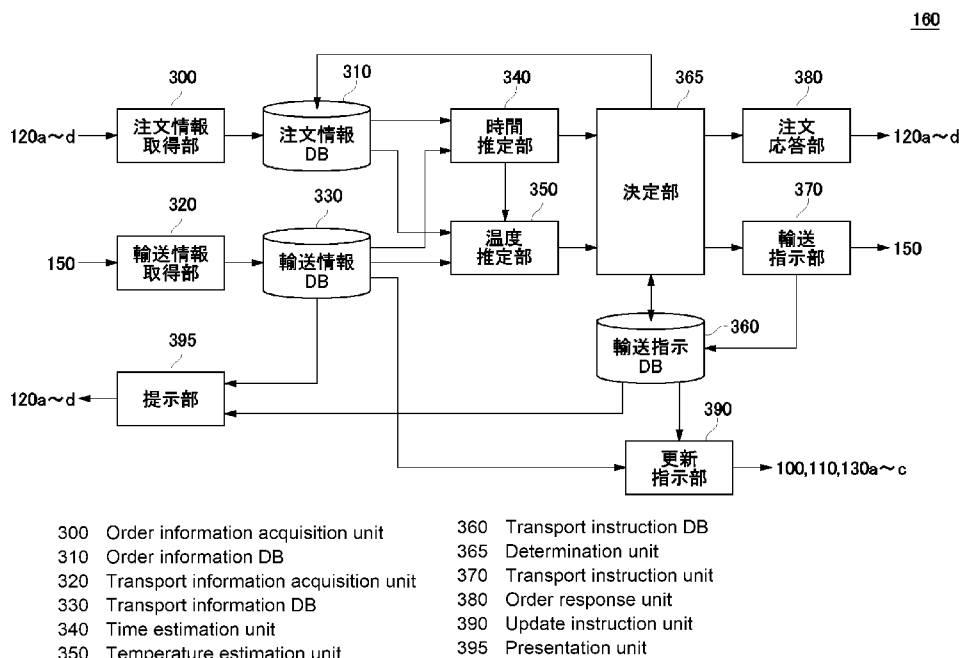 160
300
310
340
365
380
120a～d
注文情報
取得部
注文情報
DB
時間
推定部
決定部
注文
応答部
120a～d
320
330
350
370
150
輸送情報
取得部
輸送情報
DB
温度
推定部
輸送
指示部
150
395
360
輸送指示
DB
120a～d
提示部
390
更新
指示部
100,110,130a～c
300 Order information acquisition unit
310 Order information DB
320 Transport information acquisition unit
330 Transport information DB
340 Time estimation unit
350 Temperature estimation unit
360 Transport instruction DB
365 Determination unit
370 Transport instruction unit
380 Order response unit
390 Update instruction unit
395 Presentation unit